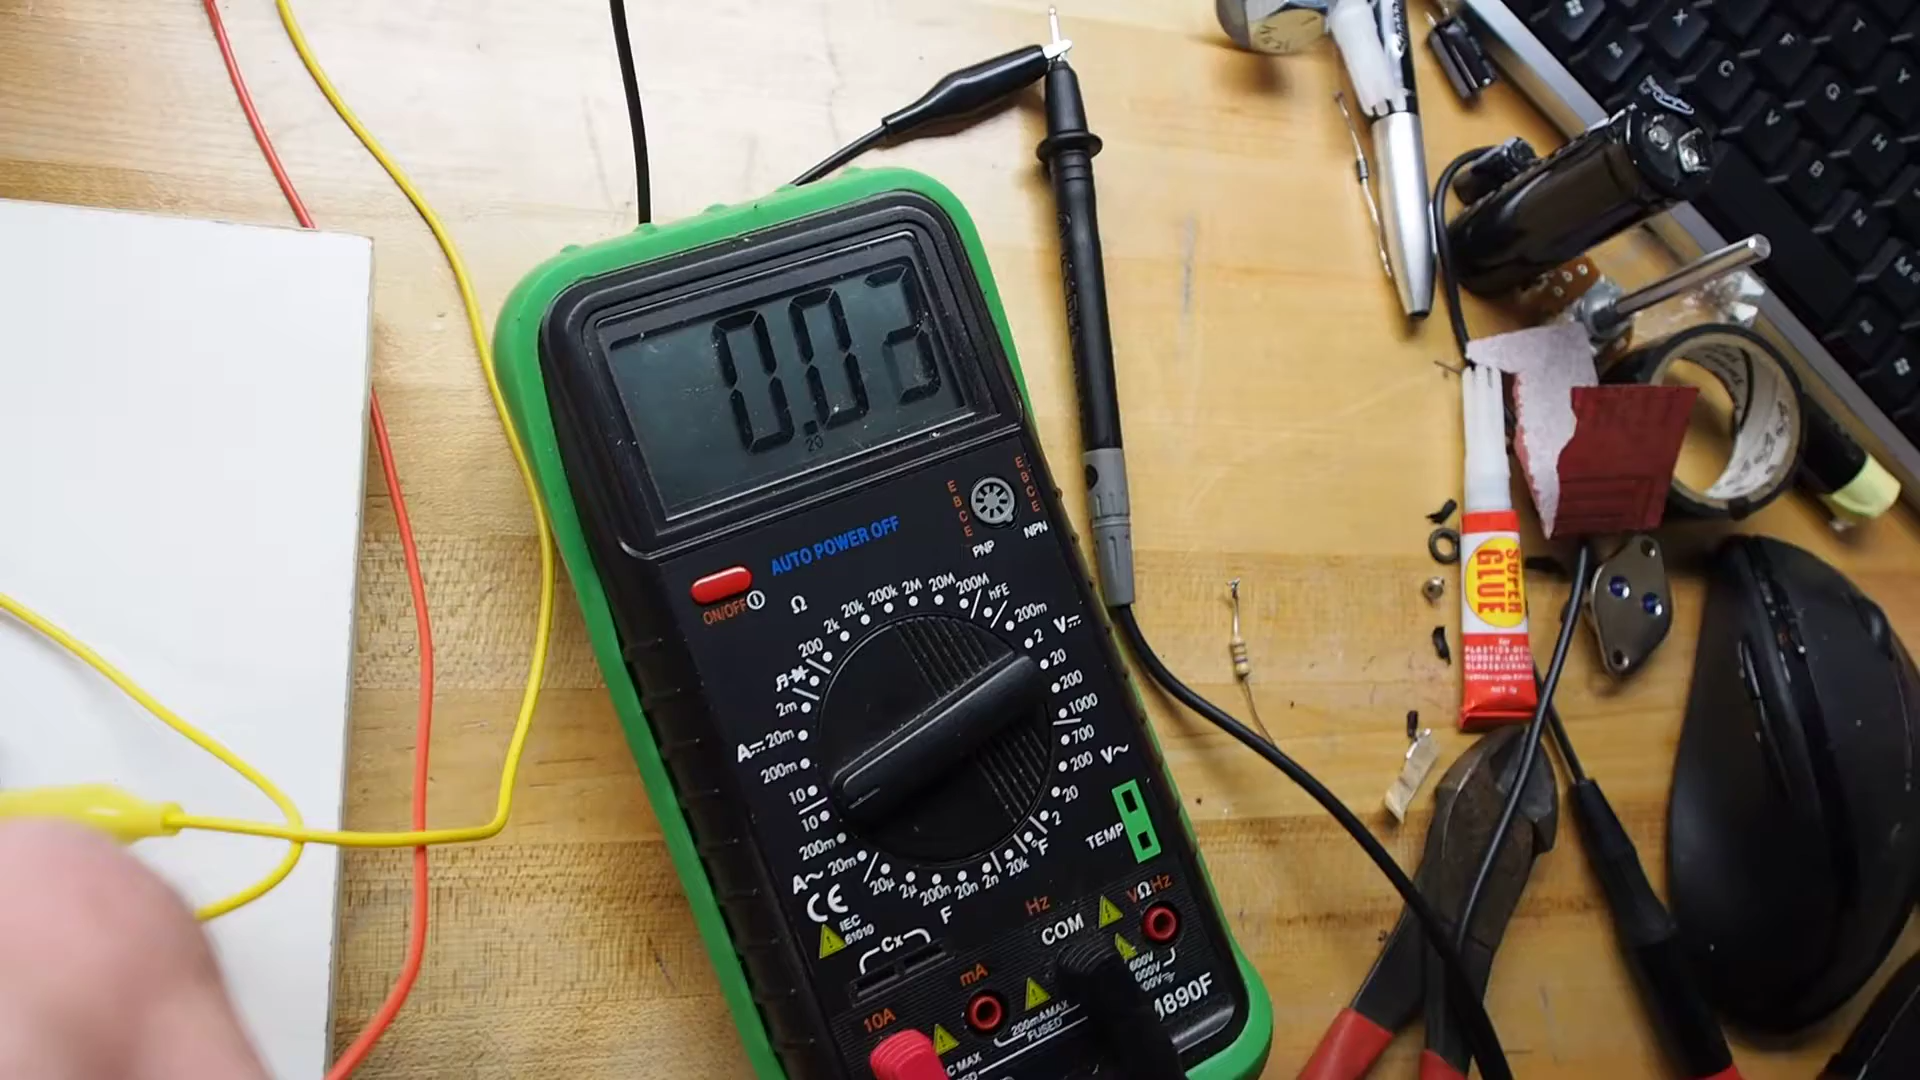 0.03
20
AUTO POWER OFF
ON/OFF
E
B
C
E
PNP
E
B
C
E
NPN
Ω
200
2k
20k
200k
2M
20M
200M
hFE
200m
V
2
20
200
1000
700
200
V~
20
2
°F
20k
2n
20n
200n
2µ
20µ
F
2m
A
20m
200m
10
10
200m
20m
A~
TEMP
CE
IEC
61010
Cx
Hz
COM
VΩHz
mA
10A
200mA MAX
FUSED
M890F
SUPER
GLUE
X
C
V
B
N
M
F
G
H
T
Y